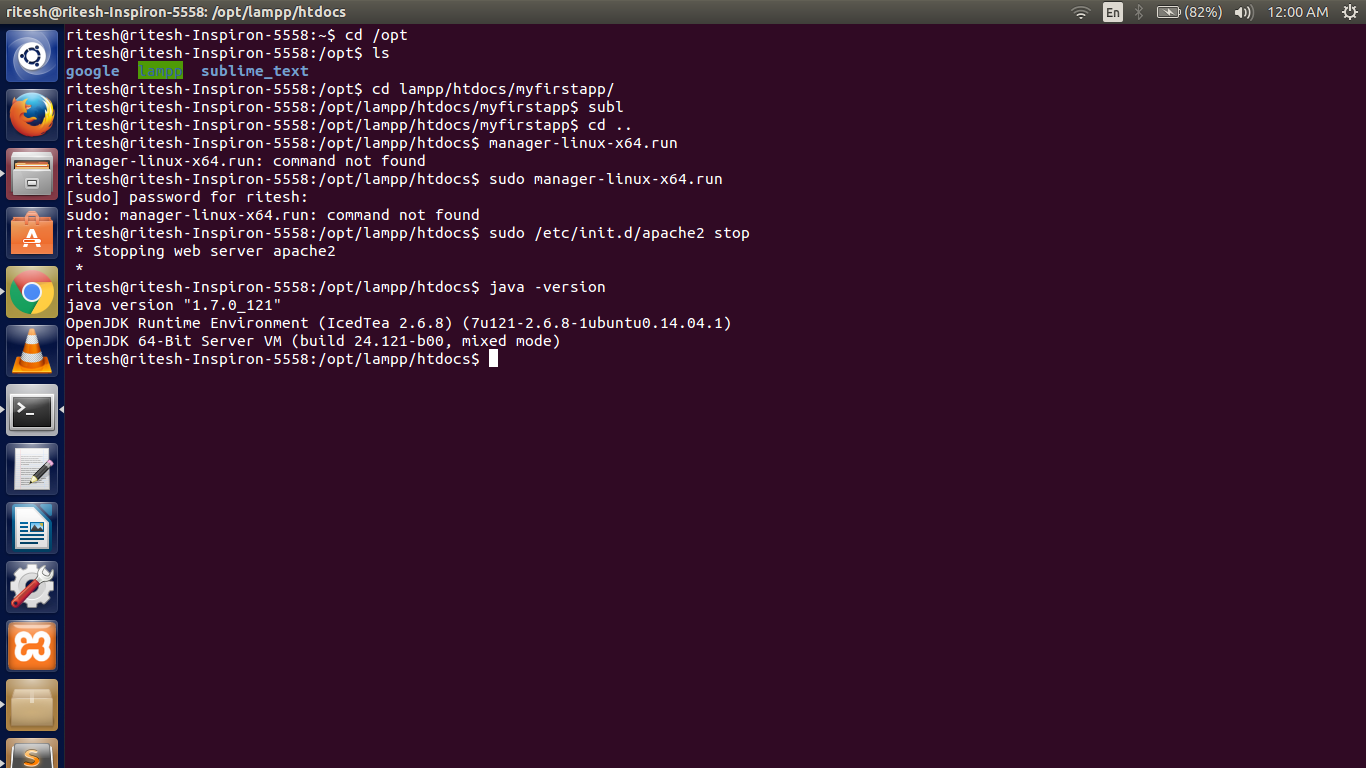 ritesh@ritesh-Inspiron-5558: /opt/lampp/htdocs
En
(82%)
12:00 AM
ritesh@ritesh-Inspiron-5558:~$ cd /opt
ritesh@ritesh-Inspiron-5558:/opt$ ls
google  lampp  sublime_text
ritesh@ritesh-Inspiron-5558:/opt$ cd lampp/htdocs/myfirstapp/
ritesh@ritesh-Inspiron-5558:/opt/lampp/htdocs/myfirstapp$ subl
ritesh@ritesh-Inspiron-5558:/opt/lampp/htdocs/myfirstapp$ cd ..
ritesh@ritesh-Inspiron-5558:/opt/lampp/htdocs$ manager-linux-x64.run
manager-linux-x64.run: command not found
ritesh@ritesh-Inspiron-5558:/opt/lampp/htdocs$ sudo manager-linux-x64.run
[sudo] password for ritesh:
sudo: manager-linux-x64.run: command not found
ritesh@ritesh-Inspiron-5558:/opt/lampp/htdocs$ sudo /etc/init.d/apache2 stop
 * Stopping web server apache2
 *
ritesh@ritesh-Inspiron-5558:/opt/lampp/htdocs$ java -version
java version "1.7.0_121"
OpenJDK Runtime Environment (IcedTea 2.6.8) (7u121-2.6.8-1ubuntu0.14.04.1)
OpenJDK 64-Bit Server VM (build 24.121-b00, mixed mode)
ritesh@ritesh-Inspiron-5558:/opt/lampp/htdocs$